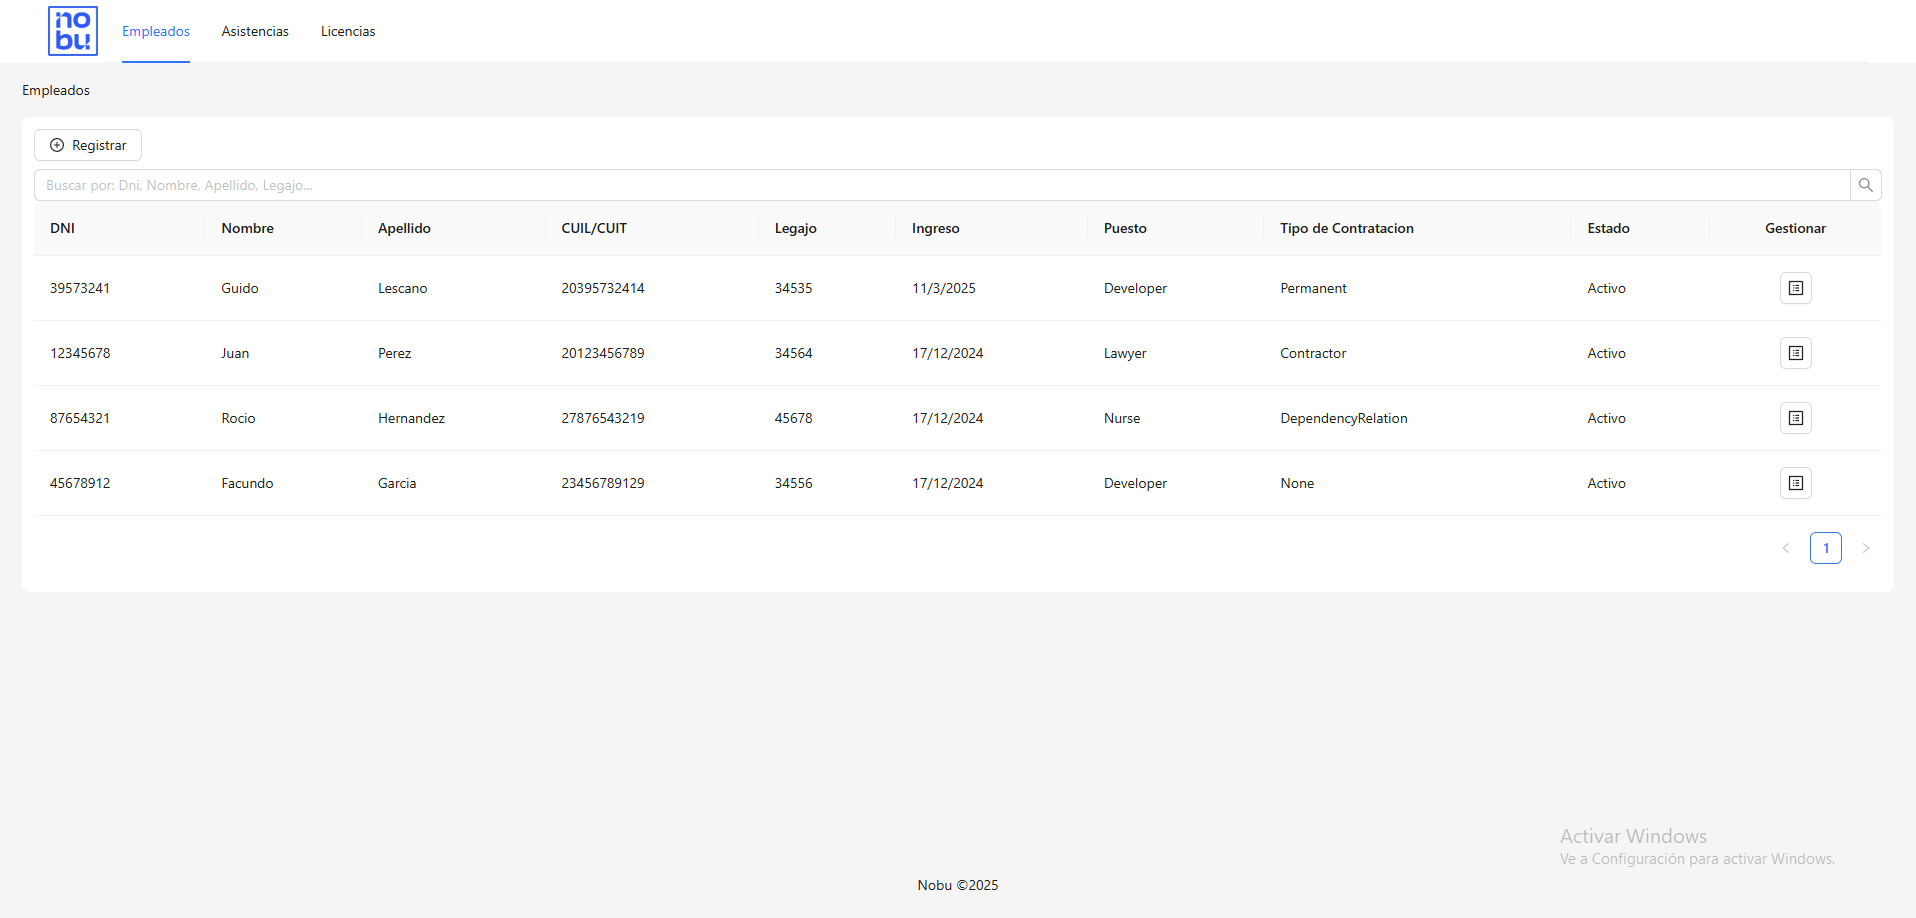 nobu!
Empleados Asistencias Licencias
Empleados
Registrar
Buscar por: Dni, Nombre, Apellido, Legajo...
DNI Nombre Apellido CUIL/CUIT Legajo Ingreso Puesto Tipo de Contratacion Estado Gestionar
39573241 Guido Lescano 20395732414 34535 11/3/2025 Developer Permanent Activo
12345678 Juan Perez 20123456789 34564 17/12/2024 Lawyer Contractor Activo
87654321 Rocio Hernandez 27876543219 45678 17/12/2024 Nurse DependencyRelation Activo
45678912 Facundo Garcia 23456789129 34556 17/12/2024 Developer None Activo
< 1 >
Activar Windows
Ve a Configuración para activar Windows.
Nobu ©2025